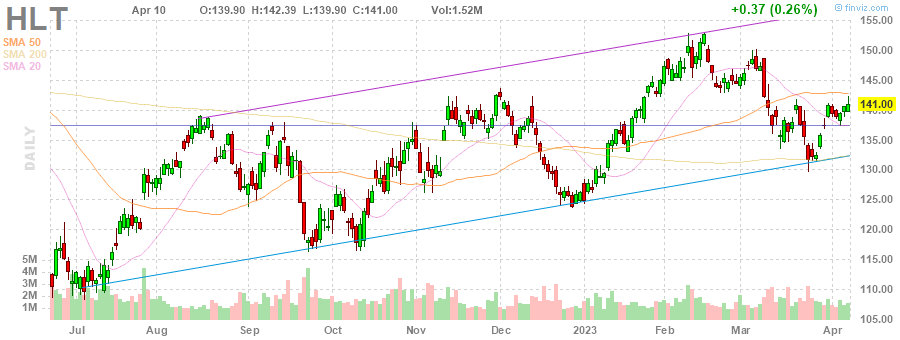 HLT
Apr 10 O:139.90 H:142.39 L:139.90 C:141.00 Vol:1.52M +0.37 (0.26%)
© finviz.com
SMA 50
SMA 200
SMA 20
DAILY
155.00
150.00
145.00
141.00
140.00
135.00
130.00
125.00
120.00
115.00
110.00
105.00
5M
4M
3M
2M
1M
Jul Aug Sep Oct Nov Dec 2023 Feb Mar Apr